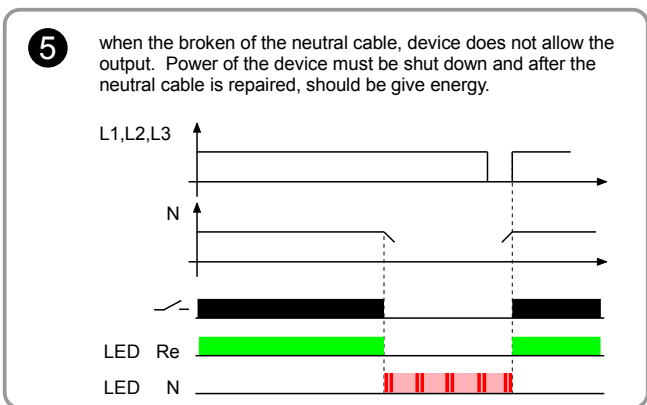 5
when the broken of the neutral cable, device does not allow the
output. Power of the device must be shut down and after the
neutral cable is repaired, should be give energy.
L1,L2,L3
N
LED Re
LED N